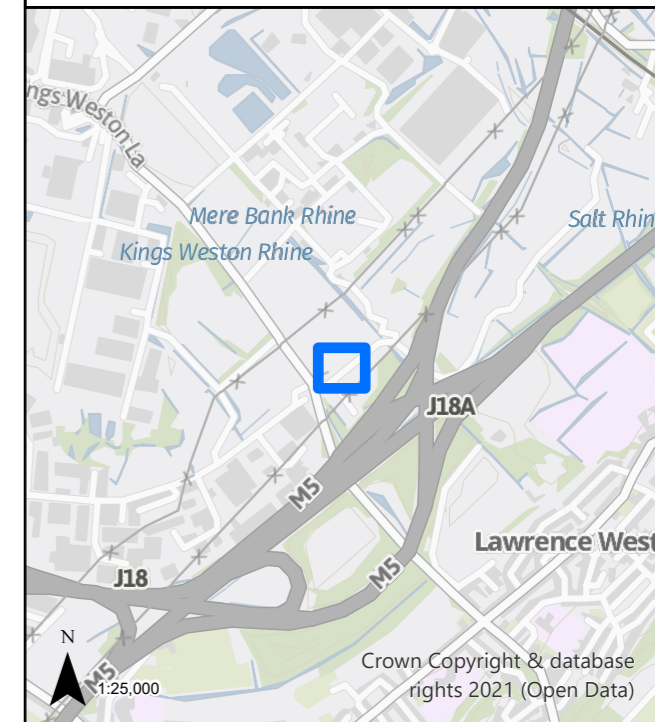 ngs Weston La
Mere Bank Rhine
Salt Rhin
Kings Weston Rhine
J18A
M5
Lawrence West
M5
J18
N
Crown Copyright & database
M5
1:25,000
rights 2021 (Open Data)